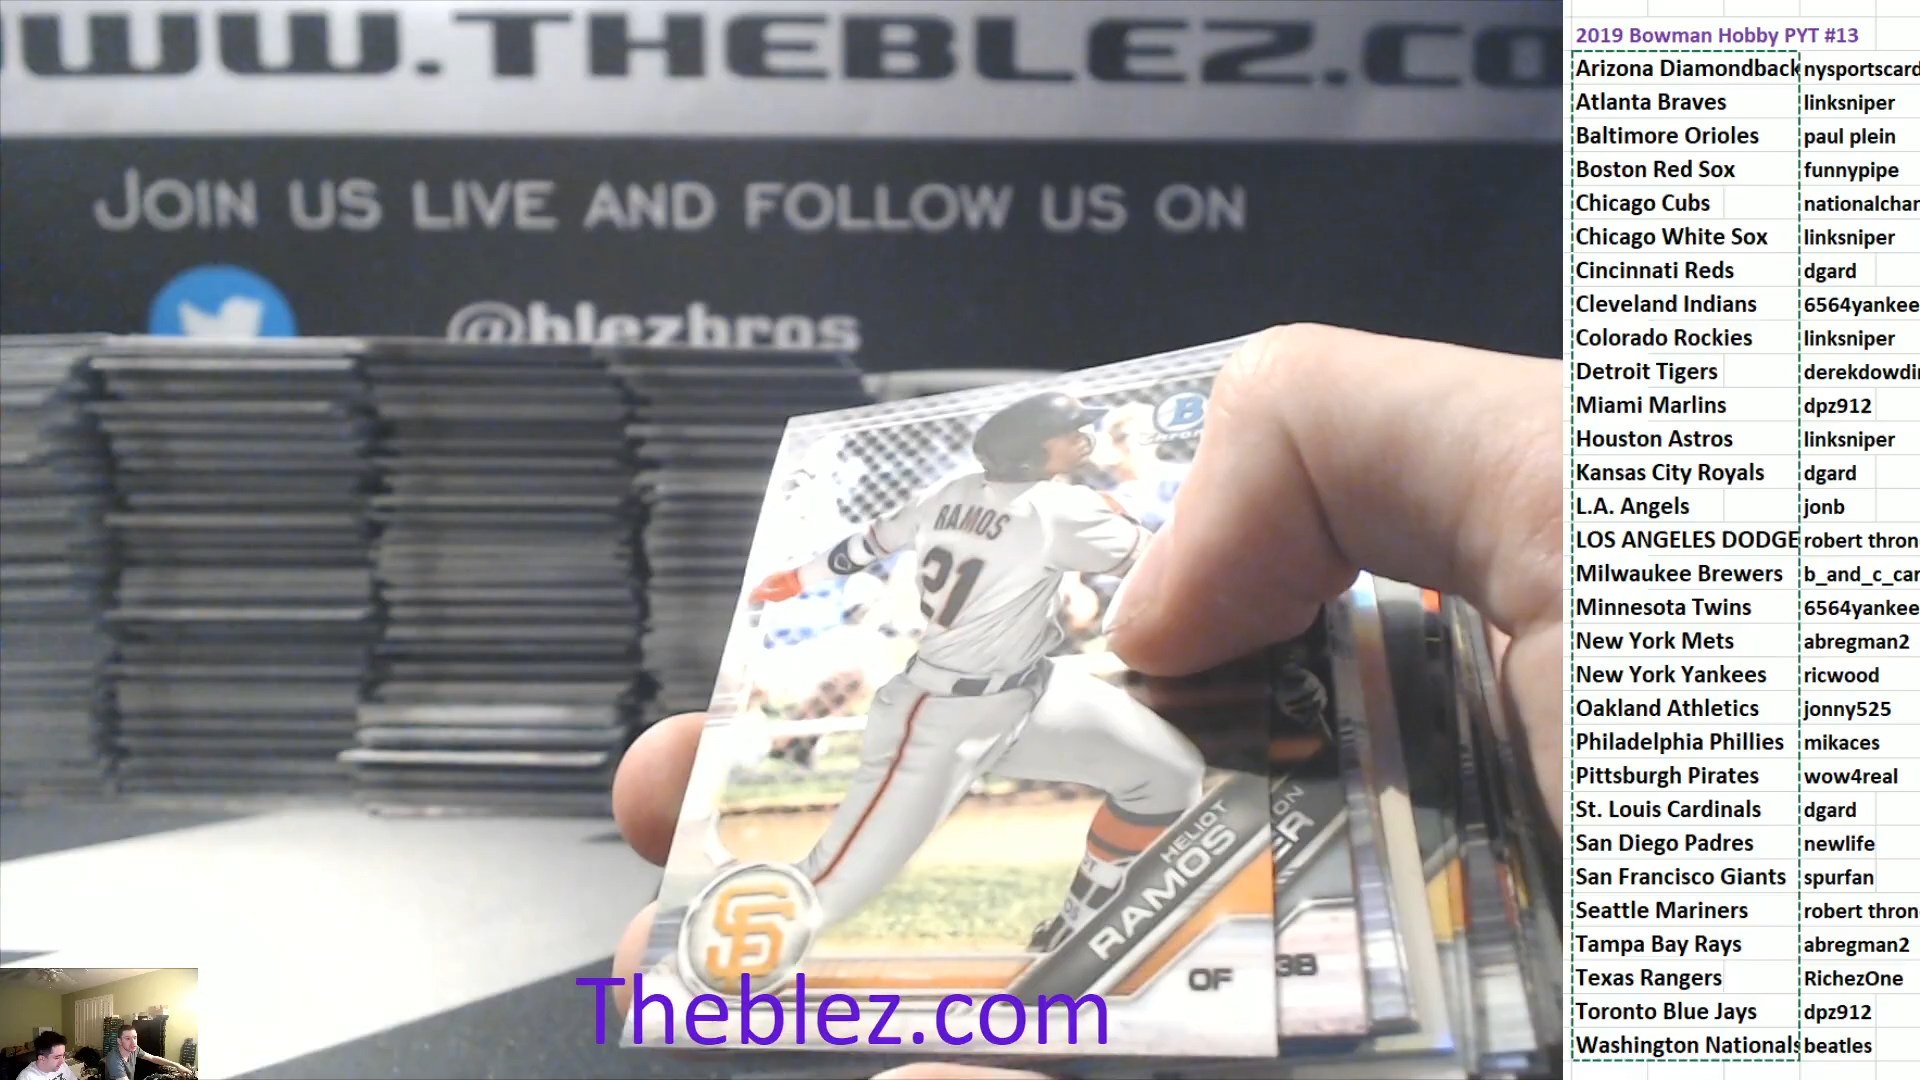 WWW.THEBLEZ.CO
JOIN US LIVE AND FOLLOW US ON
@blezbros
B
CHROME
RAMOS
21
HELIOT
RAMOS
SF
OF
3B
Theblez.com
2019 Bowman Hobby PYT #13
Arizona Diamondback nysportscard
Atlanta Braves linksniper
Baltimore Orioles paul plein
Boston Red Sox funnypipe
Chicago Cubs nationalchar
Chicago White Sox linksniper
Cincinnati Reds dgard
Cleveland Indians 6564yankee
Colorado Rockies linksniper
Detroit Tigers derekdowdi
Miami Marlins dpz912
Houston Astros linksniper
Kansas City Royals dgard
L.A. Angels jonb
LOS ANGELES DODGE robert thron
Milwaukee Brewers b_and_c_car
Minnesota Twins 6564yankee
New York Mets abregman2
New York Yankees ricwood
Oakland Athletics jonny525
Philadelphia Phillies mikaces
Pittsburgh Pirates wow4real
St. Louis Cardinals dgard
San Diego Padres newlife
San Francisco Giants spurfan
Seattle Mariners robert thron
Tampa Bay Rays abregman2
Texas Rangers RichezOne
Toronto Blue Jays dpz912
Washington Nationals beatles